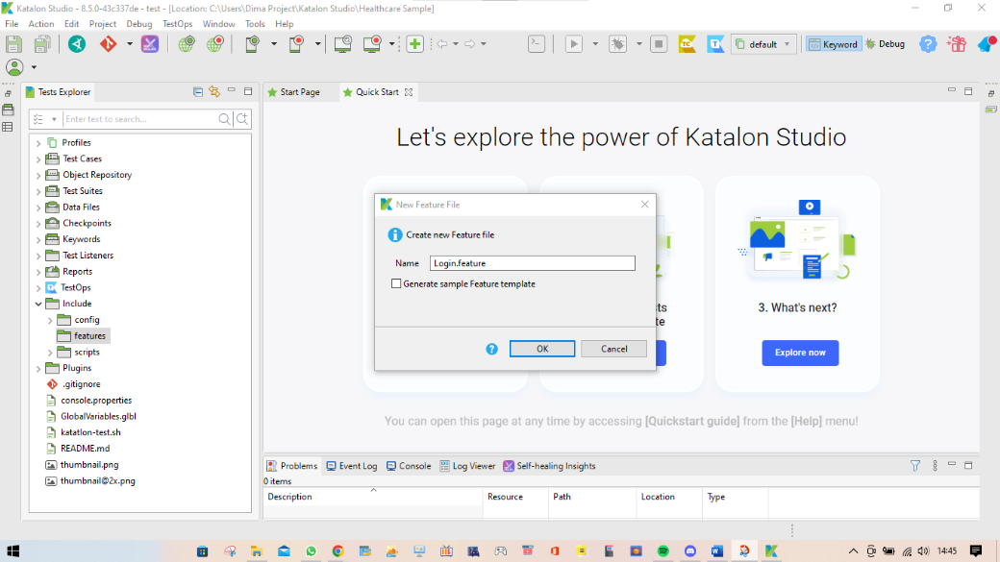 Katalon Studio - 8.5.0-43c337de - test - [Location: C:\Users\Dima Project\Katalon Studio\Healthcare Sample]
File Action Edit Project Debug TestOps Window Tools Help
TC T default Keyword Debug
Tests Explorer
Start Page Quick Start
Enter text to search...
Profiles
Test Cases
Object Repository
Test Suites
Data Files
Checkpoints
Keywords
Test Listeners
Reports
TestOps
Include
config
features
scripts
Plugins
.gitignore
console.properties
GlobalVariables.glbl
katatlon-test.sh
README.md
thumbnail.png
thumbnail@2x.png
Let's explore the power of Katalon Studio
New Feature File
Create new Feature file
Name Login.feature
Generate sample Feature template
OK Cancel
sts
te
3. What's next?
Explore now
You can open this page at any time by accessing [Quickstart guide] from the [Help] menu!
Problems Event Log Console Log Viewer Self-healing Insights
0 items
Description Resource Path Location Type
14:45